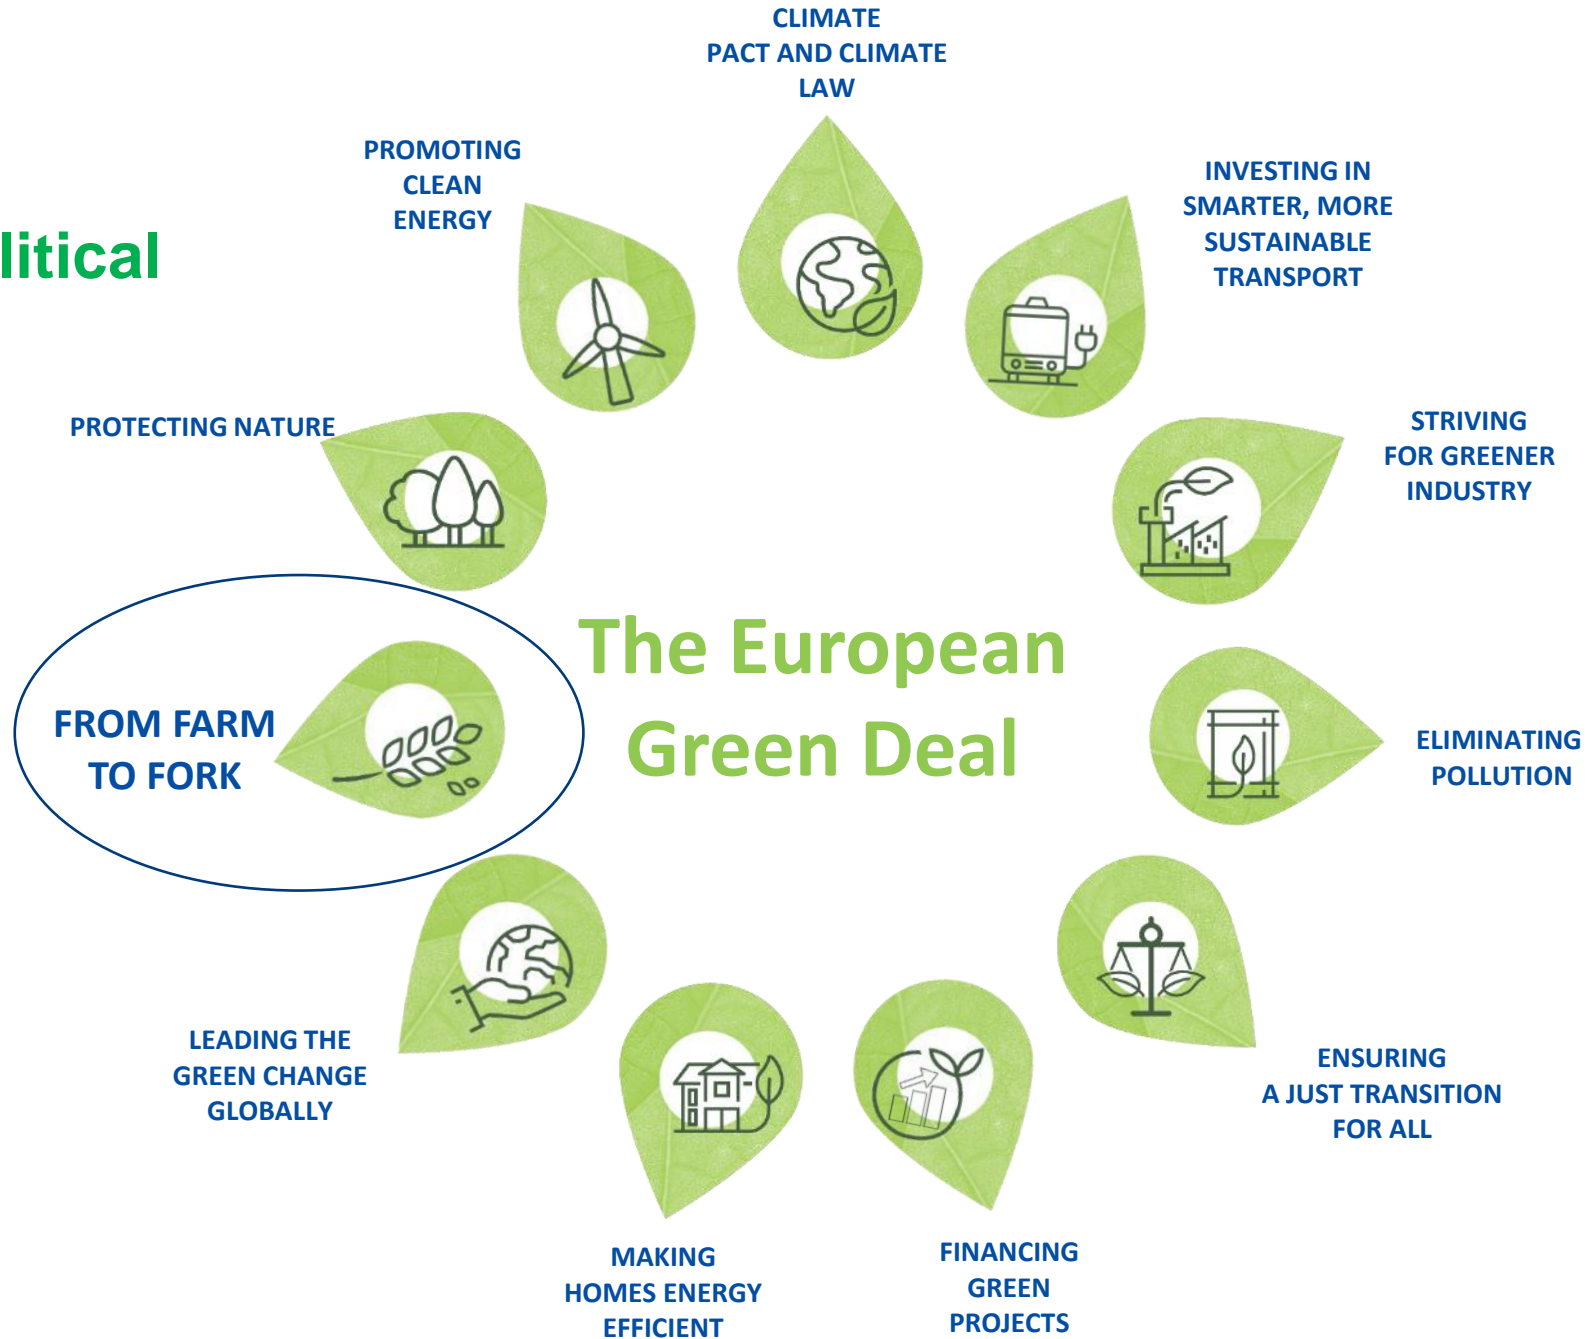 litical
CLIMATE
PACT AND CLIMATE
LAW
INVESTING IN
SMARTER, MORE
SUSTAINABLE
TRANSPORT
STRIVING
FOR GREENER
INDUSTRY
ELIMINATING
POLLUTION
ENSURING
A JUST TRANSITION
FOR ALL
FINANCING
GREEN
PROJECTS
MAKING
HOMES ENERGY
EFFICIENT
LEADING THE
GREEN CHANGE
GLOBALLY
FROM FARM
TO FORK
PROTECTING NATURE
PROMOTING
CLEAN
ENERGY
The European
Green Deal